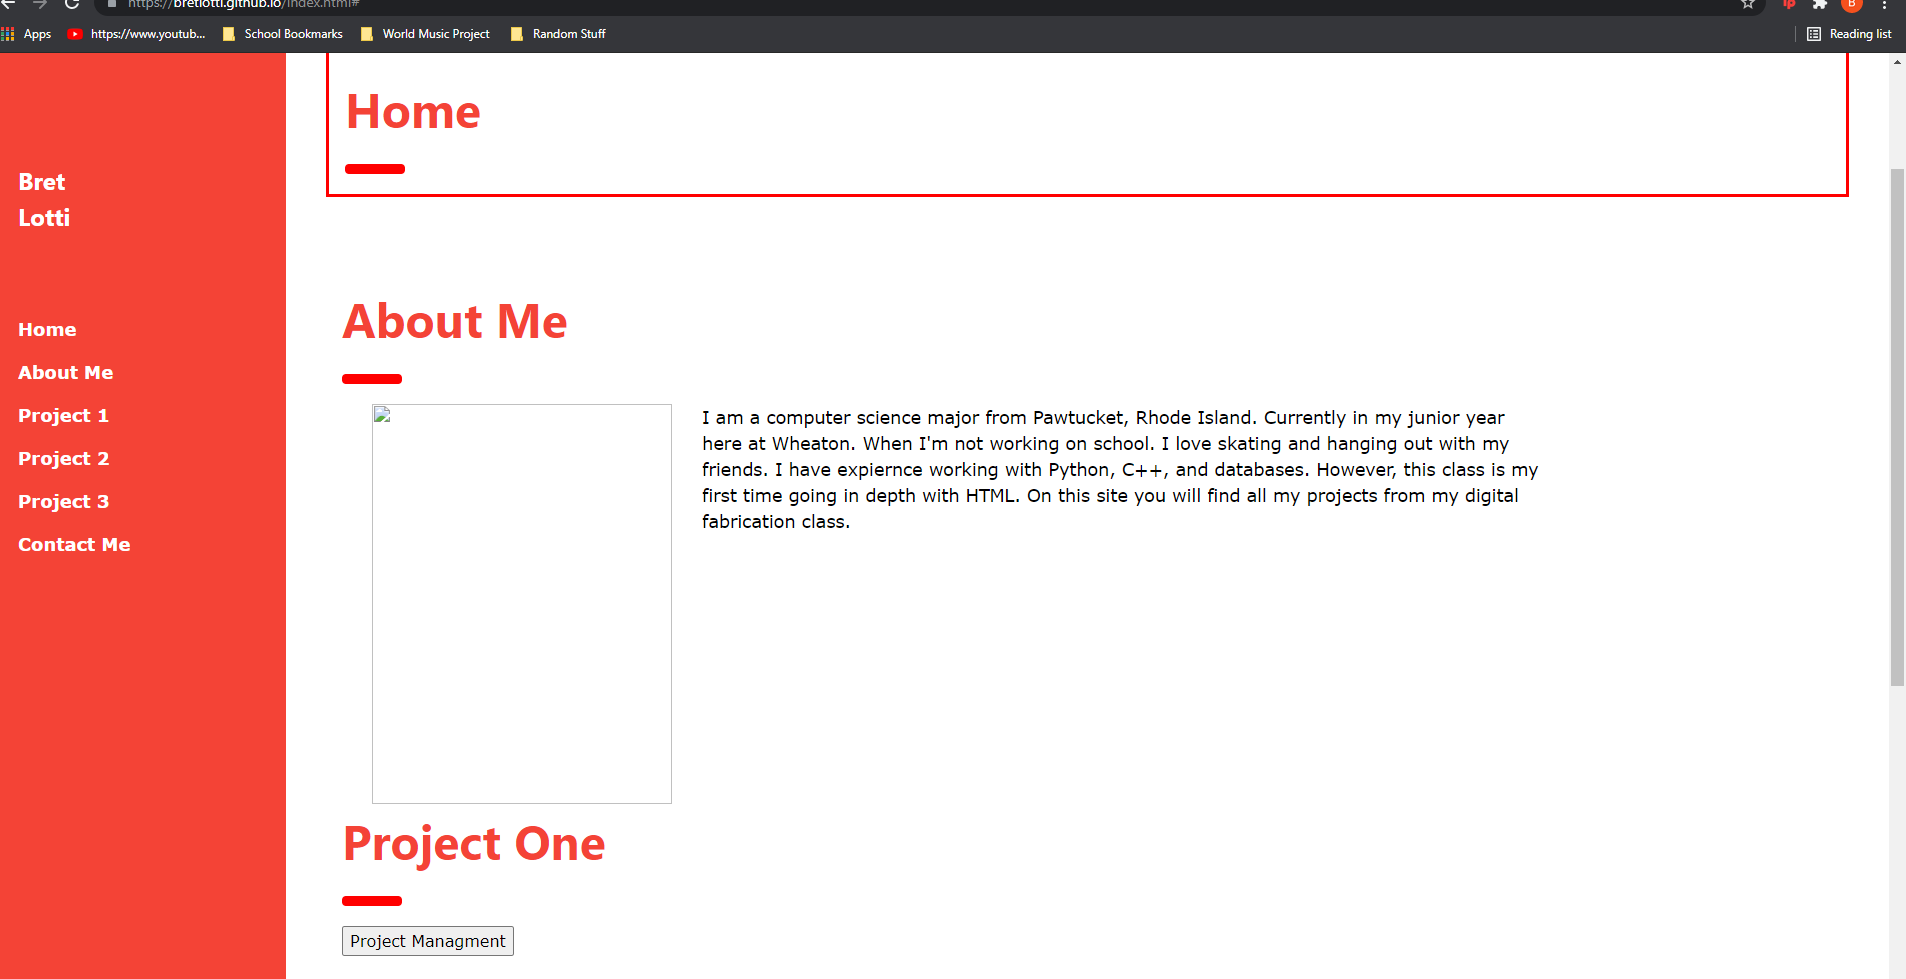 https://bretlotti.github.io/index.html#
B
Apps https://www.youtub... School Bookmarks World Music Project Random Stuff Reading list
Home
Bret
Lotti
About Me
Home
About Me
Project 1
Project 2
Project 3
Contact Me
I am a computer science major from Pawtucket, Rhode Island. Currently in my junior year
here at Wheaton. When I'm not working on school. I love skating and hanging out with my
friends. I have expiernce working with Python, C++, and databases. However, this class is my
first time going in depth with HTML. On this site you will find all my projects from my digital
fabrication class.
Project One
Project Managment